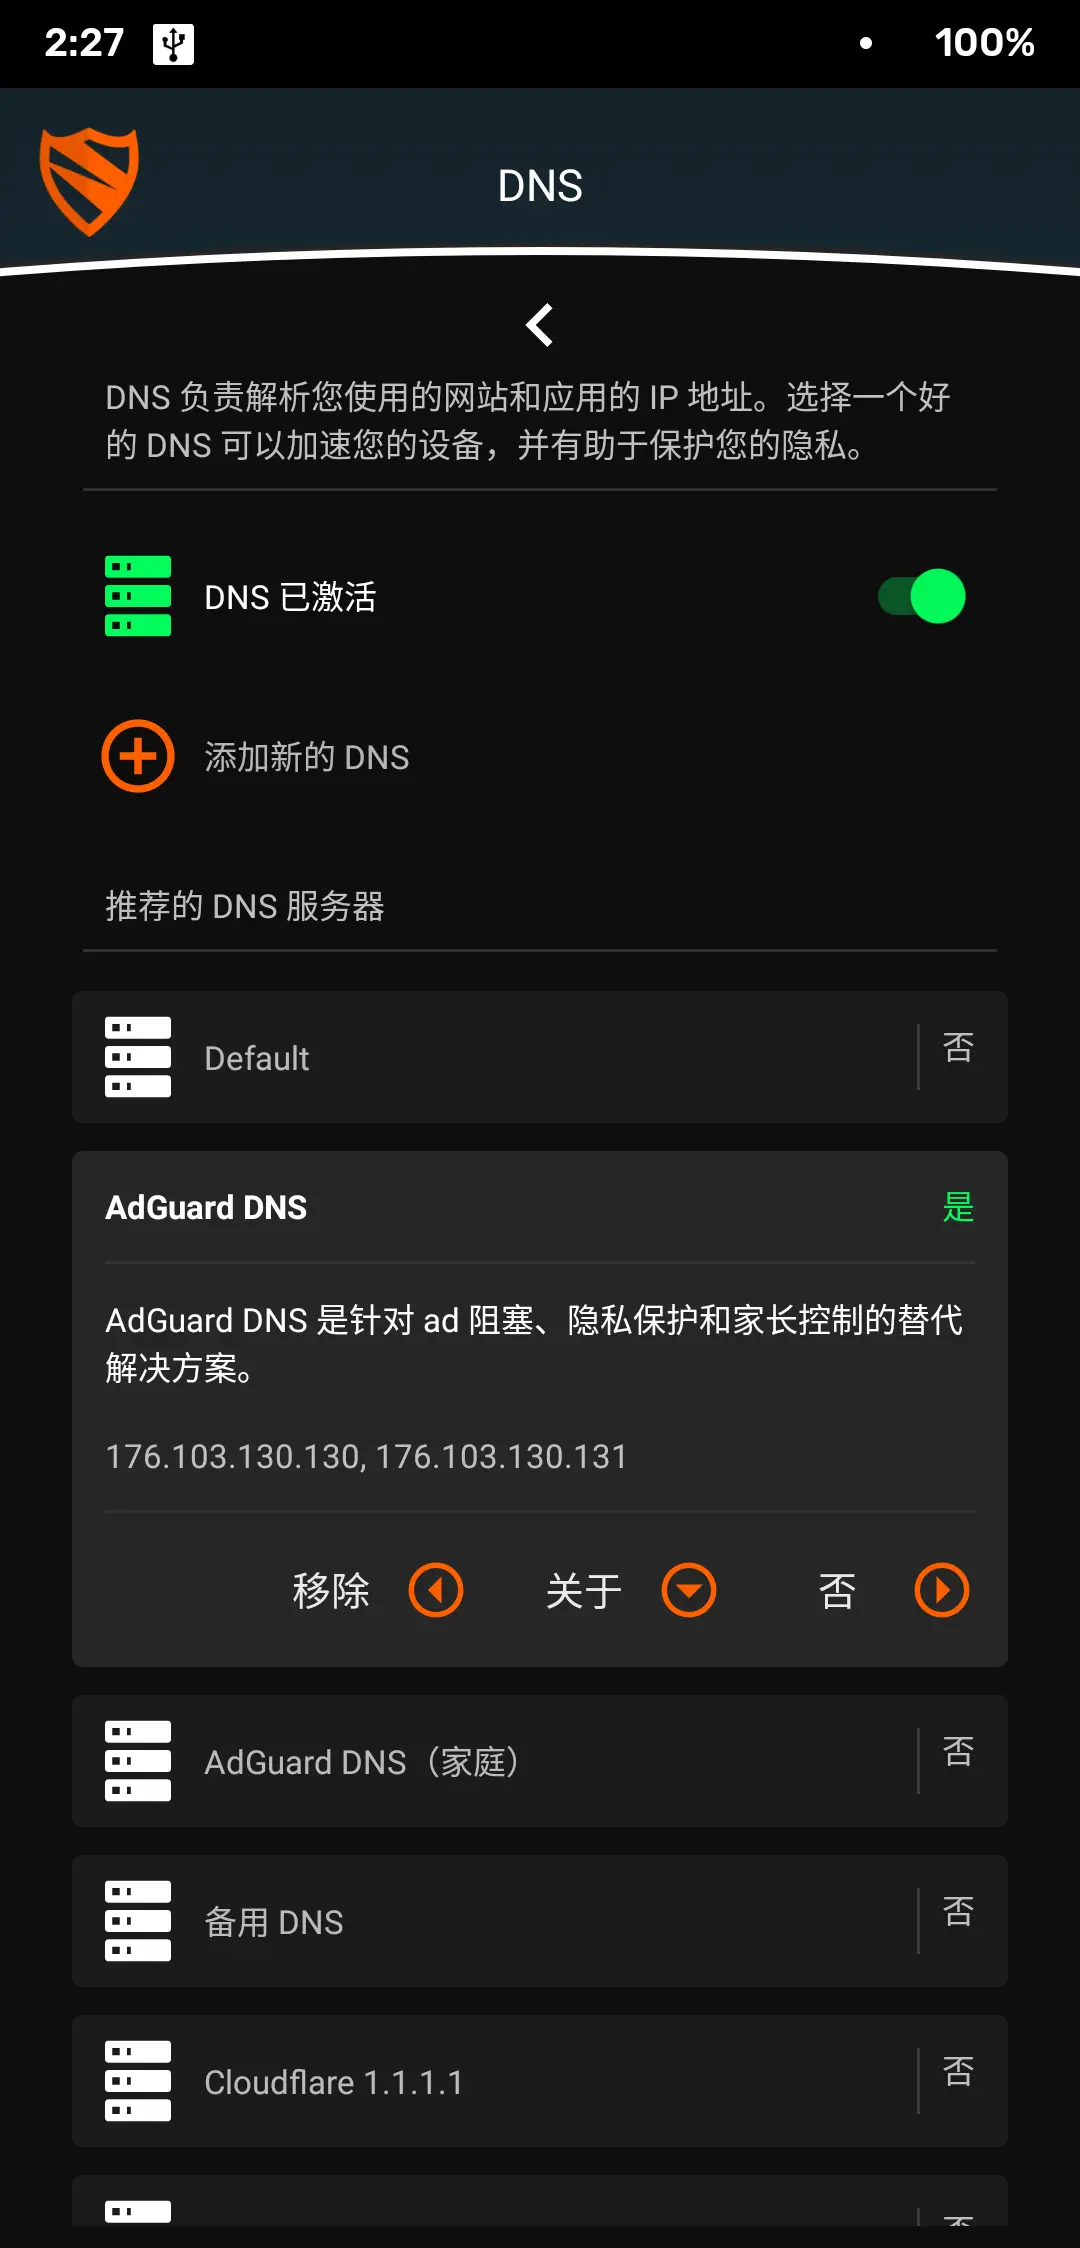 2:27
100%
DNS
DNS 负责解析您使用的网站和应用的 IP 地址。选择一个好
的 DNS 可以加速您的设备，并有助于保护您的隐私。
DNS 已激活
添加新的 DNS
推荐的 DNS 服务器
Default
否
AdGuard DNS
是
AdGuard DNS 是针对 ad 阻塞、隐私保护和家长控制的替代
解决方案。
176.103.130.130, 176.103.130.131
移除
关于
否
AdGuard DNS（家庭）
否
备用 DNS
否
Cloudflare 1.1.1.1
否